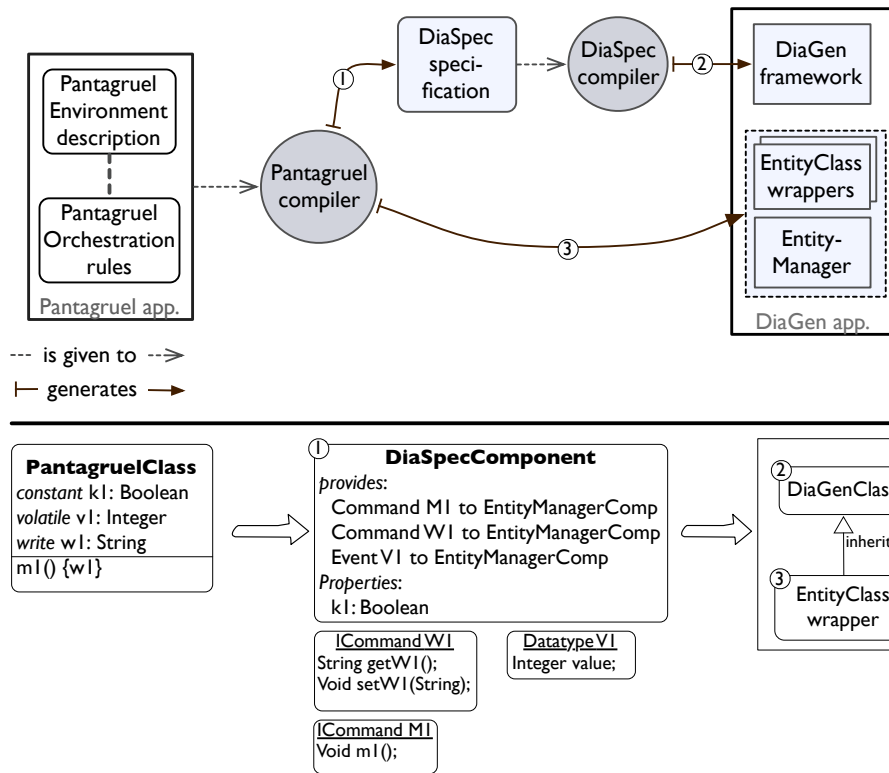 Pantagruel
Environment
description
Pantagruel
Orchestration
rules
Pantagruel app.
Pantagruel
compiler
1
DiaSpec
speci-
fication
DiaSpec
compiler
2
DiaGen
framework
EntityClass
wrappers
Entity-
Manager
DiaGen app.
3
is given to
generates
PantagruelClass
constant k1: Boolean
volatile v1: Integer
write w1: String
m1() {w1}
1
DiaSpecComponent
provides:
Command M1 to EntityManagerComp
Command W1 to EntityManagerComp
Event V1 to EntityManagerComp
Properties:
k1: Boolean
ICommand W1
String getW1();
Void setW1(String);
Datatype V1
Integer value;
ICommand M1
Void m1();
2
DiaGenClas
inherit
3
EntityClass
wrapper